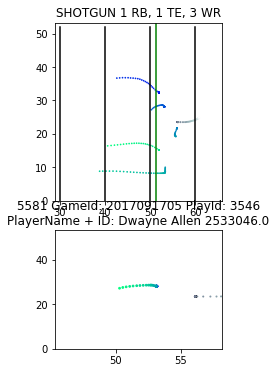 SHOTGUN 1 RB, 1 TE, 3 WR
50
40
30
20
10
0
30 40 50 60
5581 GameId: 2017091705 PlayId: 3546
PlayerName + ID: Dwayne Allen 2533046.0
40
20
0
50 55